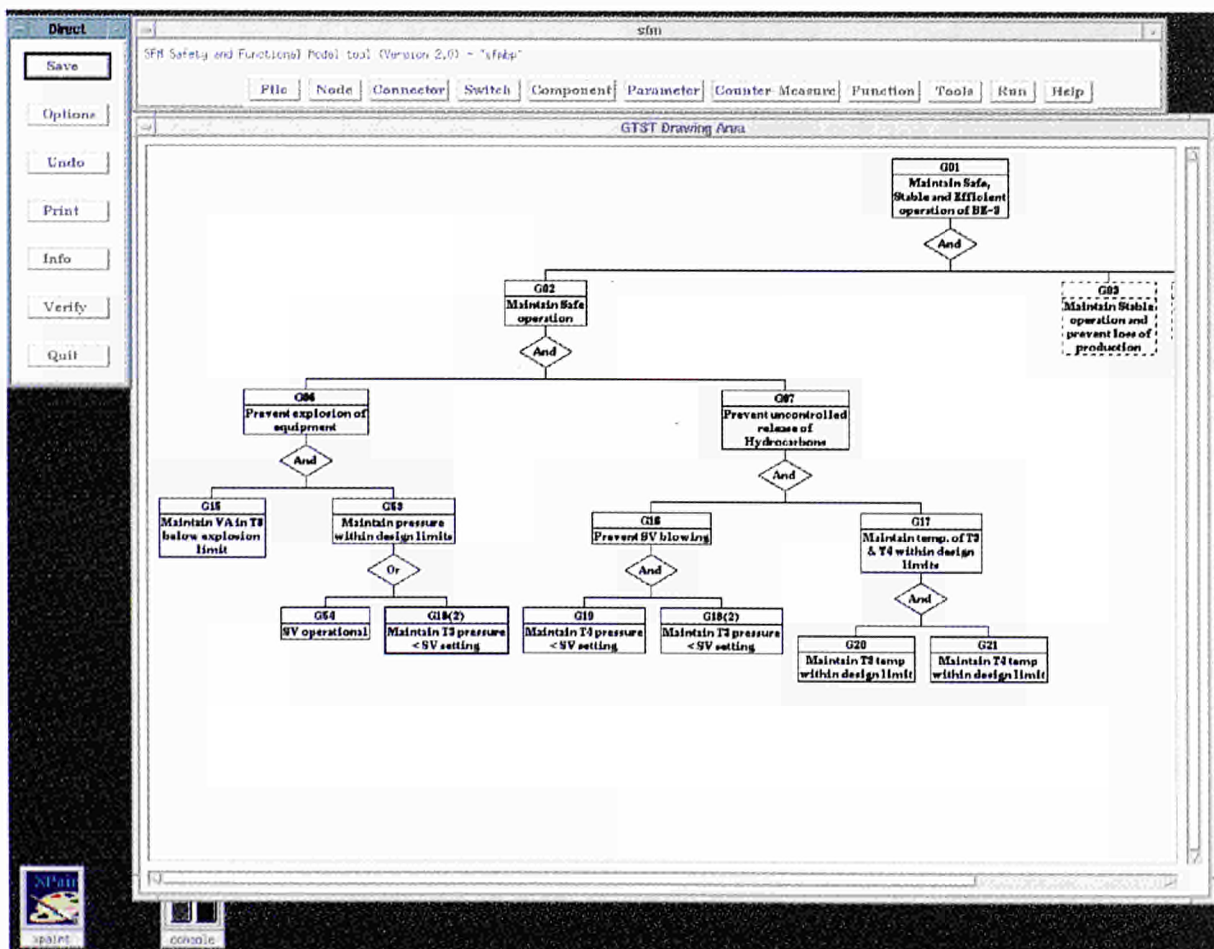 Direct
Save
Options
Undo
Print
Info
Verify
Quit
sfm
SFM Safety and Functional Model tool (Version 2.0) - "sfmbp"
File Node Connector Switch Component Parameter Counter-Measure Function Tools Run Help
GTST Drawing Area
G01
Maintain Safe,
Stable and Efficient
operation of BE-3
And
G02
Maintain Safe
operation
G03
Maintain Stable
operation and
prevent loss of
production
And
G06
Prevent explosion of
equipment
G07
Prevent uncontrolled
release of
Hydrocarbons
And
And
G15
Maintain VA in T3
below explosion
limit
G53
Maintain pressure
within design limits
G16
Prevent SV blowing
G17
Maintain temp. of T3
& T4 within design
limits
Or
And
And
G54
SV operational
G18(2)
Maintain T3 pressure
< SV setting
G19
Maintain T4 pressure
< SV setting
G18(2)
Maintain T3 pressure
< SV setting
G20
Maintain T3 temp
within design limit
G21
Maintain T4 temp
within design limit
XPain
xpaint
console